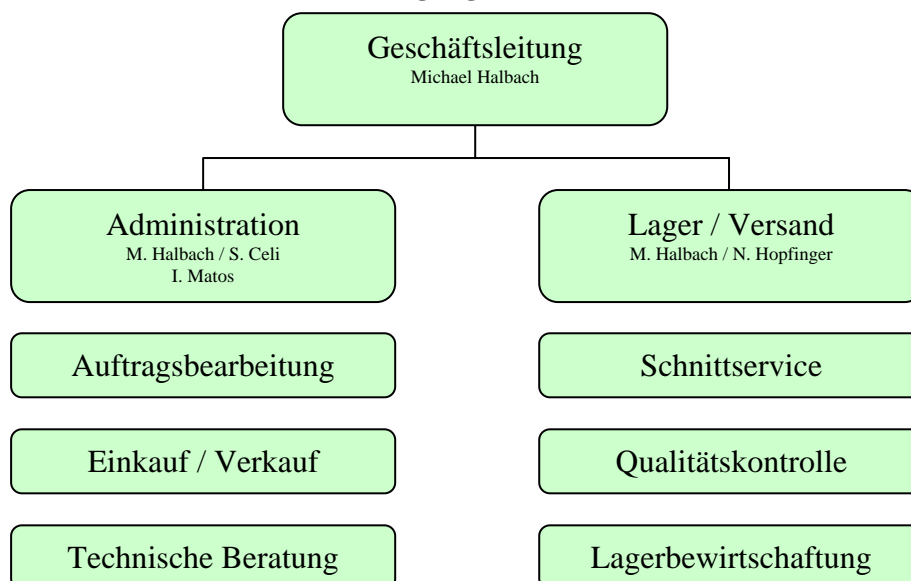 Geschäftsleitung
Michael Halbach
Administration
M. Halbach / S. Celi
I. Matos
Lager / Versand
M. Halbach / N. Hopfinger
Auftragsbearbeitung
Schnittservice
Einkauf / Verkauf
Qualitätskontrolle
Technische Beratung
Lagerbewirtschaftung